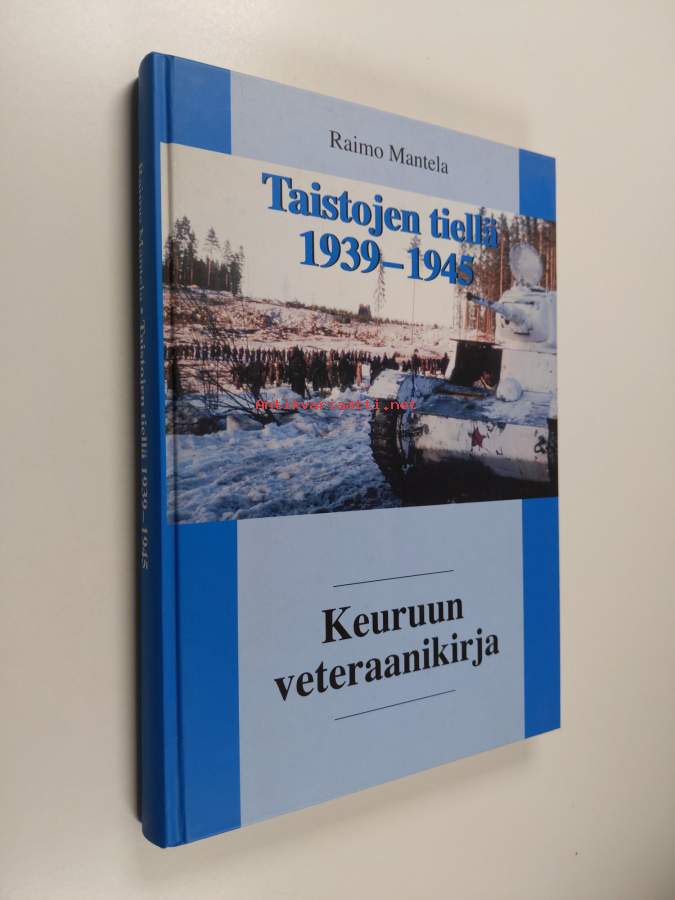 Raimo Mantela
Taistojen tiellä
1939–1945
Antikvariaatti.net
Keuruun
veteraanikirja
Raimo Mantela • Taistojen tiellä 1939–1945